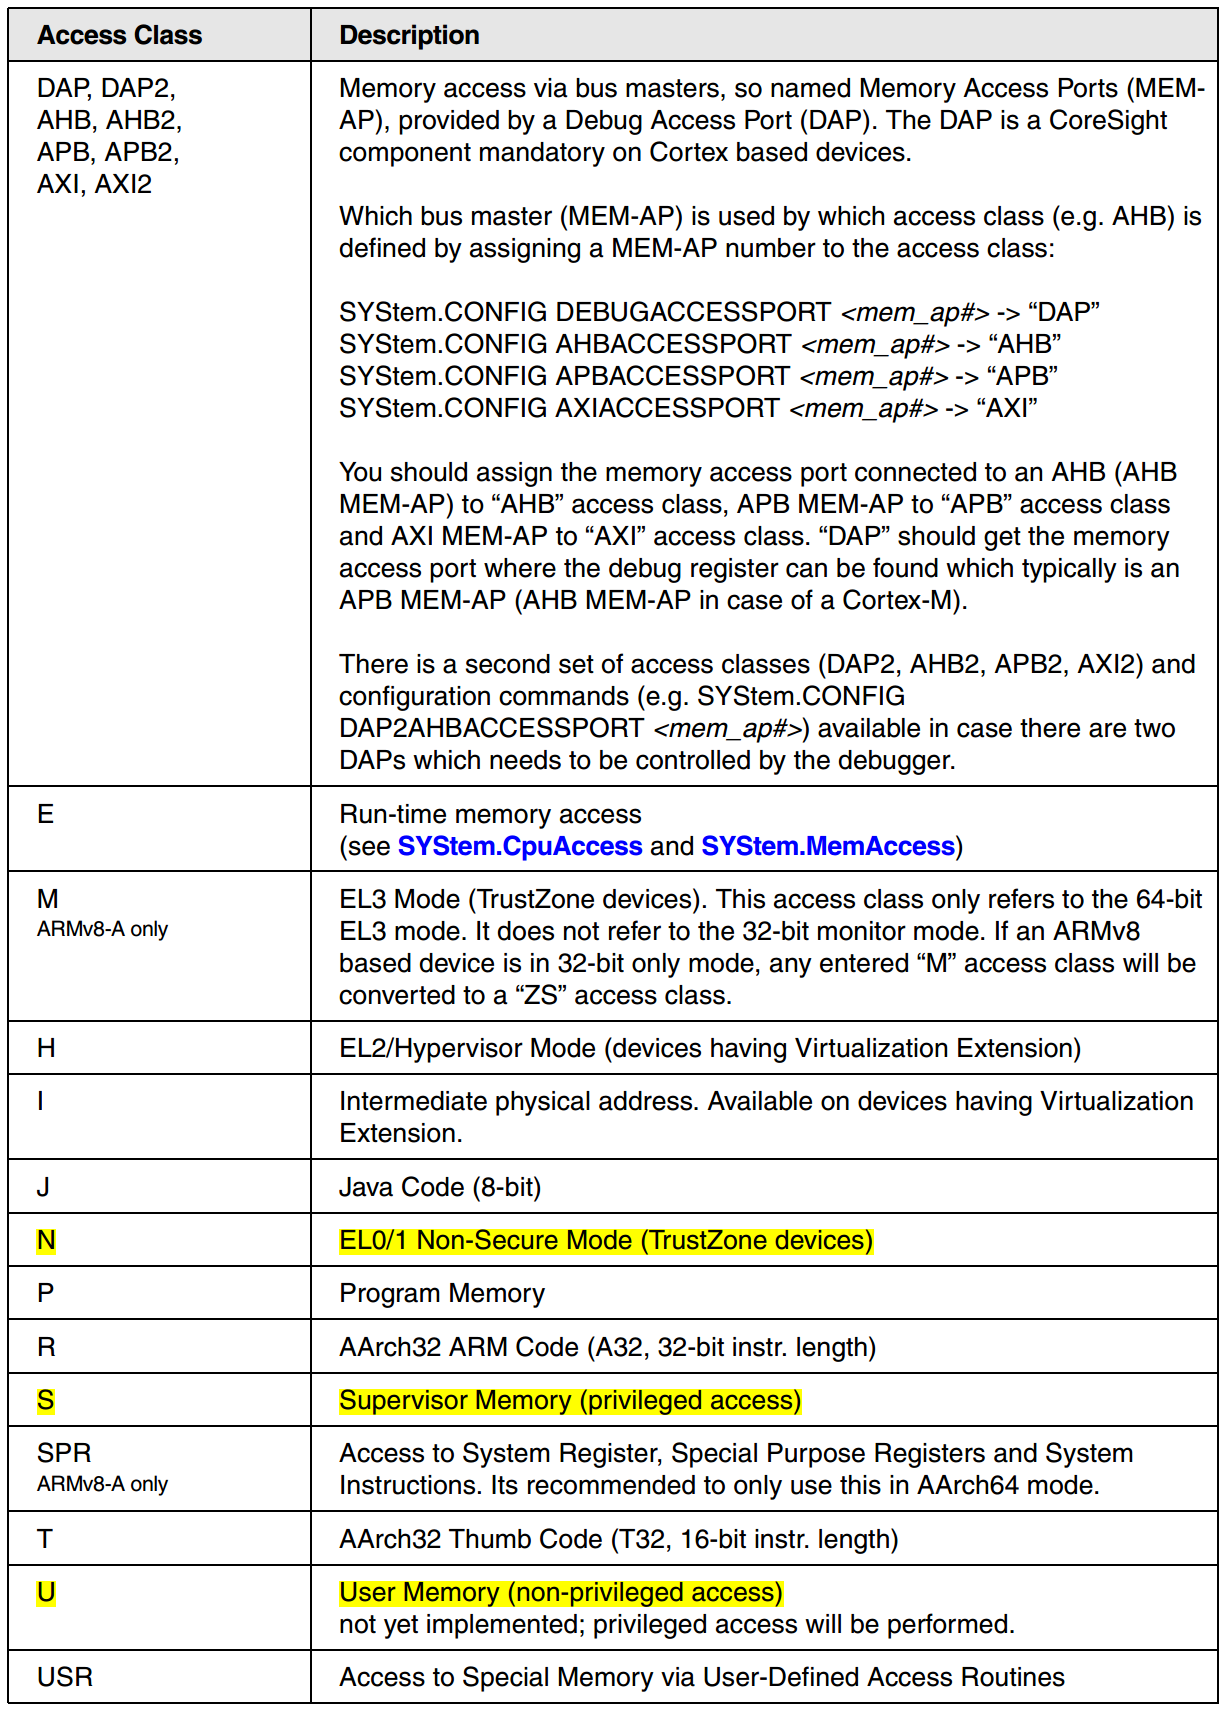 Access Class Description
DAP, DAP2,
AHB, AHB2,
APB, APB2,
AXI, AXI2
Memory access via bus masters, so named Memory Access Ports (MEM-
AP), provided by a Debug Access Port (DAP). The DAP is a CoreSight
component mandatory on Cortex based devices.
Which bus master (MEM-AP) is used by which access class (e.g. AHB) is
defined by assigning a MEM-AP number to the access class:
SYStem.CONFIG DEBUGACCESSPORT <mem_ap#> -> “DAP”
SYStem.CONFIG AHBACCESSPORT <mem_ap#> -> “AHB”
SYStem.CONFIG APBACCESSPORT <mem_ap#> -> “APB”
SYStem.CONFIG AXIACCESSPORT <mem_ap#> -> “AXI”
You should assign the memory access port connected to an AHB (AHB
MEM-AP) to “AHB” access class, APB MEM-AP to “APB” access class
and AXI MEM-AP to “AXI” access class. “DAP” should get the memory
access port where the debug register can be found which typically is an
APB MEM-AP (AHB MEM-AP in case of a Cortex-M).
There is a second set of access classes (DAP2, AHB2, APB2, AXI2) and
configuration commands (e.g. SYStem.CONFIG
DAP2AHBACCESSPORT <mem_ap#>) available in case there are two
DAPs which needs to be controlled by the debugger.
E
Run-time memory access
(see SYStem.CpuAccess and SYStem.MemAccess)
M
ARMv8-A only
EL3 Mode (TrustZone devices). This access class only refers to the 64-bit
EL3 mode. It does not refer to the 32-bit monitor mode. If an ARMv8
based device is in 32-bit only mode, any entered “M” access class will be
converted to a “ZS” access class.
H
EL2/Hypervisor Mode (devices having Virtualization Extension)
I
Intermediate physical address. Available on devices having Virtualization
Extension.
J
Java Code (8-bit)
N
EL0/1 Non-Secure Mode (TrustZone devices)
P
Program Memory
R
AArch32 ARM Code (A32, 32-bit instr. length)
S
Supervisor Memory (privileged access)
SPR
ARMv8-A only
Access to System Register, Special Purpose Registers and System
Instructions. Its recommended to only use this in AArch64 mode.
T
AArch32 Thumb Code (T32, 16-bit instr. length)
U
User Memory (non-privileged access)
not yet implemented; privileged access will be performed.
USR
Access to Special Memory via User-Defined Access Routines